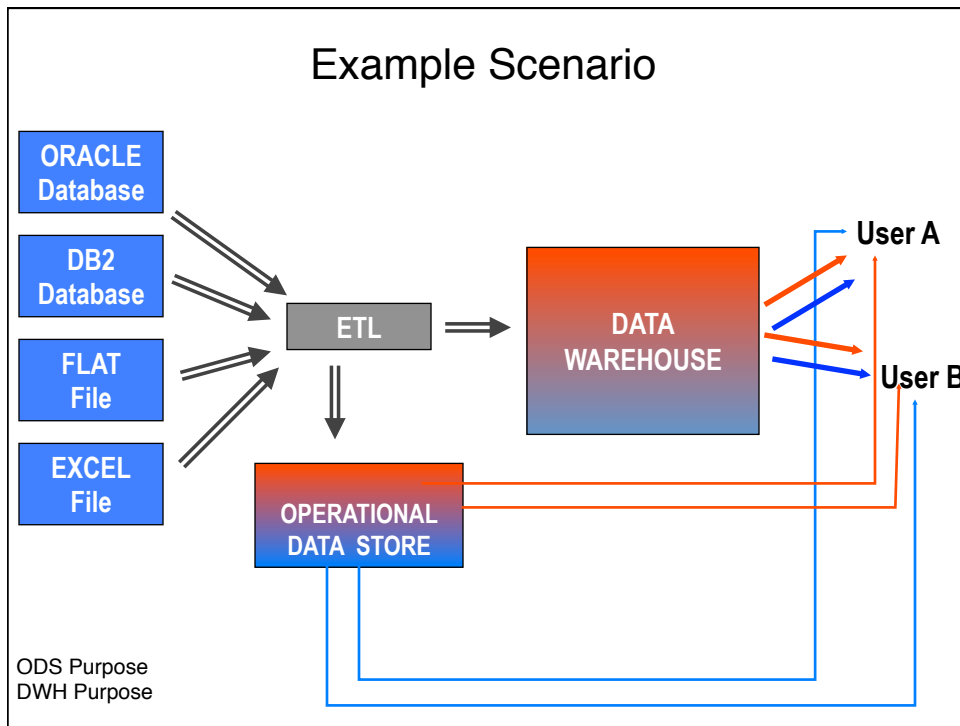 Example Scenario
ORACLE
Database
DB2
Database
FLAT
File
EXCEL
File
ETL
DATA
WAREHOUSE
OPERATIONAL
DATA STORE
User A
User B
ODS Purpose
DWH Purpose